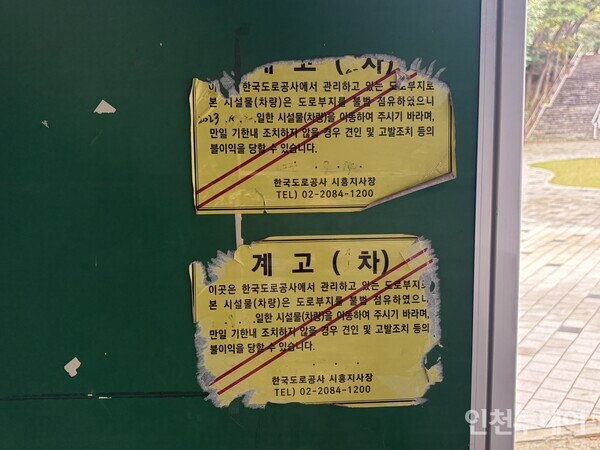 계 고 ( 차 )
이 한국도로공사에서 관리하고 있는 도로부지로
본 시설물(차량)은 도로부지를 불법 점유하였으니
2023. . .일한 시설물(차량)을 이동하여 주시기 바라며,
만일 기한내 조치하지 않을 경우 견인 및 고발조치 등의
불이익을 당할 수 있습니다.
한국도로공사 시흥지사장
TEL) 02-2084-1200
계 고 ( 차 )
이곳은 한국도로공사에서 관리하고 있는 도로부지로
본 시설물(차량)은 도로부지를 불법 점유하였으니
. . .일한 시설물(차량)을 이동하여 주시기 바라며,
만일 기한내 조치하지 않을 경우 견인 및 고발조치 등의
불이익을 당할 수 있습니다.
. . .
한국도로공사 시흥지사장
TEL) 02-2084-1200
인천투데이